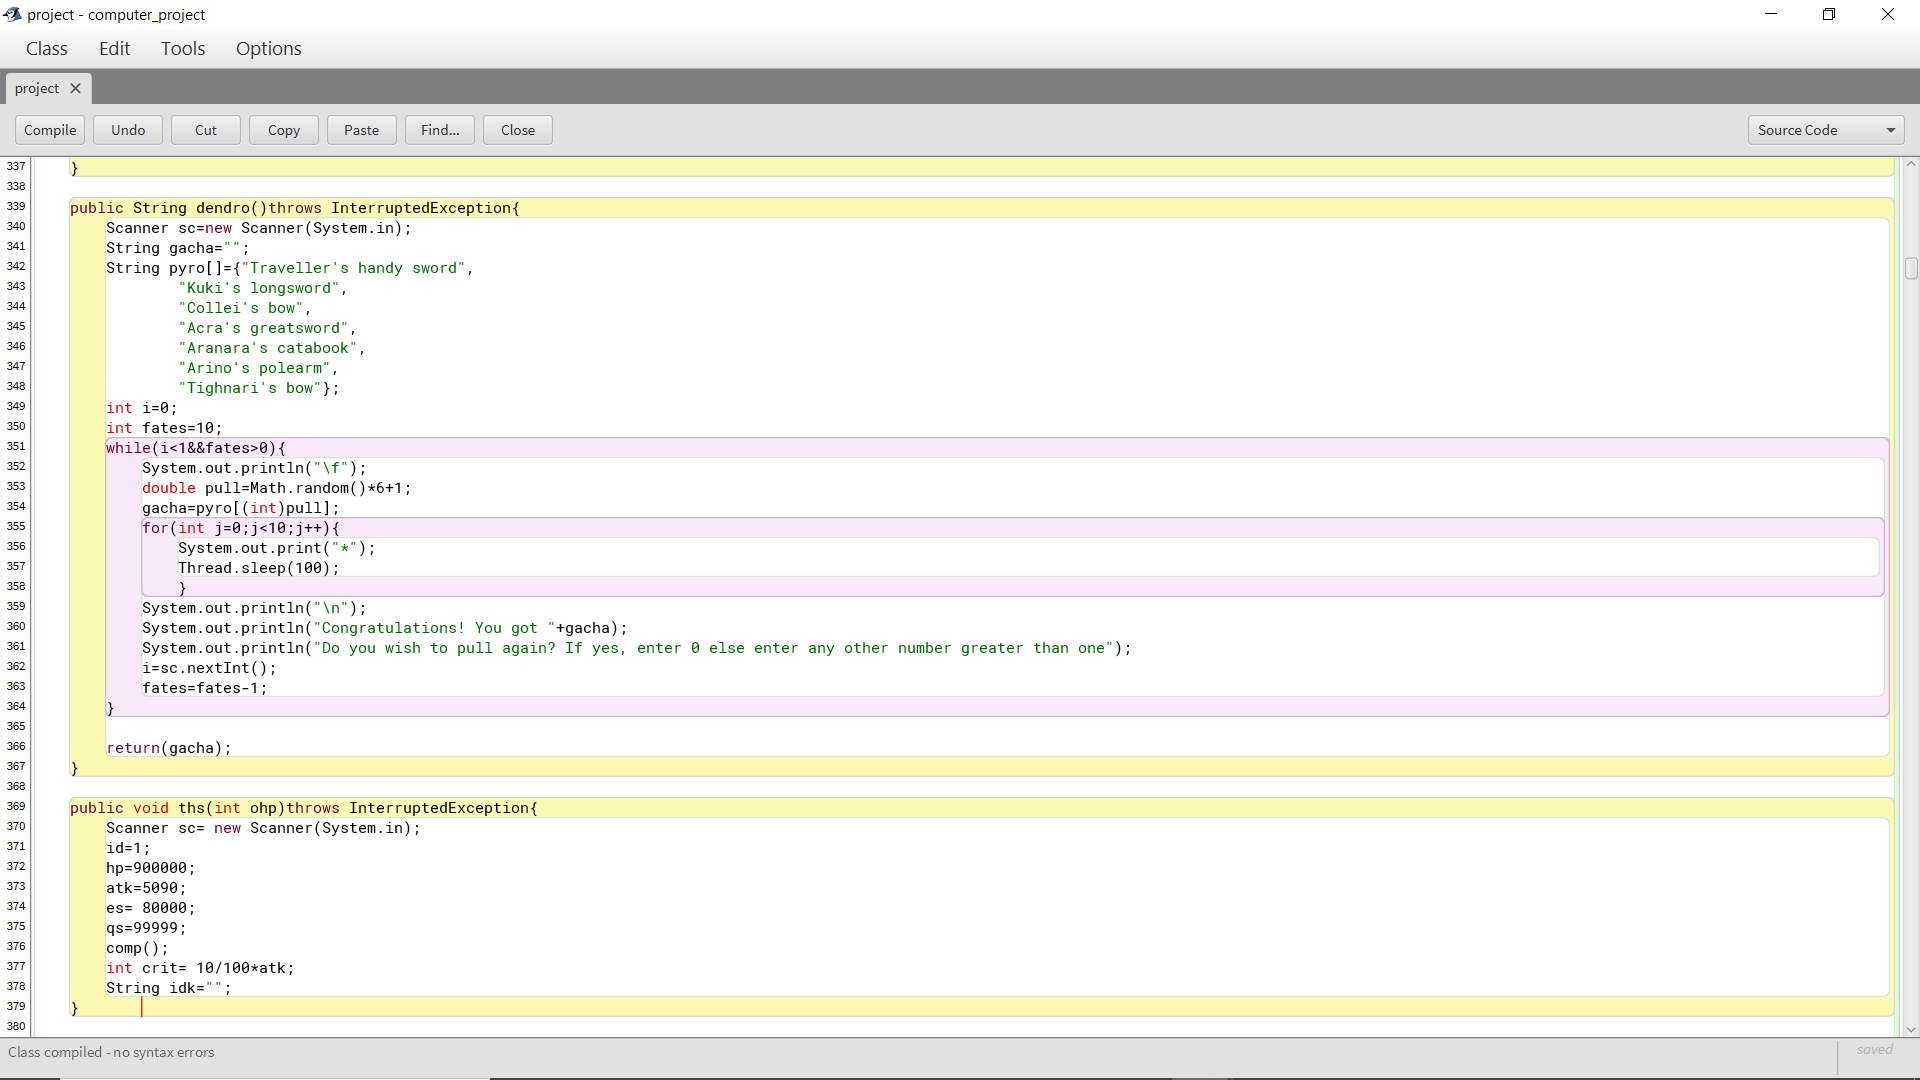 project - computer_project
Class Edit Tools Options
project
Compile Undo Cut Copy Paste Find... Close Source Code
337 }
338
339 public String dendro()throws InterruptedException{
340 Scanner sc=new Scanner(System.in);
341 String gacha="";
342 String pyro[]={"Traveller's handy sword",
343 "Kuki's longsword",
344 "Collei's bow",
345 "Acra's greatsword",
346 "Aranara's catabook",
347 "Arino's polearm",
348 "Tighnari's bow"};
349 int i=0;
350 int fates=10;
351 while(i<1&&fates>0){
352 System.out.println("\f");
353 double pull=Math.random()*6+1;
354 gacha=pyro[(int)pull];
355 for(int j=0;j<10;j++){
356 System.out.print("*");
357 Thread.sleep(100);
358 }
359 System.out.println("\n");
360 System.out.println("Congratulations! You got "+gacha);
361 System.out.println("Do you wish to pull again? If yes, enter 0 else enter any other number greater than one");
362 i=sc.nextInt();
363 fates=fates-1;
364 }
365
366 return(gacha);
367 }
368
369 public void ths(int ohp)throws InterruptedException{
370 Scanner sc= new Scanner(System.in);
371 id=1;
372 hp=900000;
373 atk=5090;
374 es= 80000;
375 qs=99999;
376 comp();
377 int crit= 10/100*atk;
378 String idk="";
379 }
380
Class compiled - no syntax errors
saved